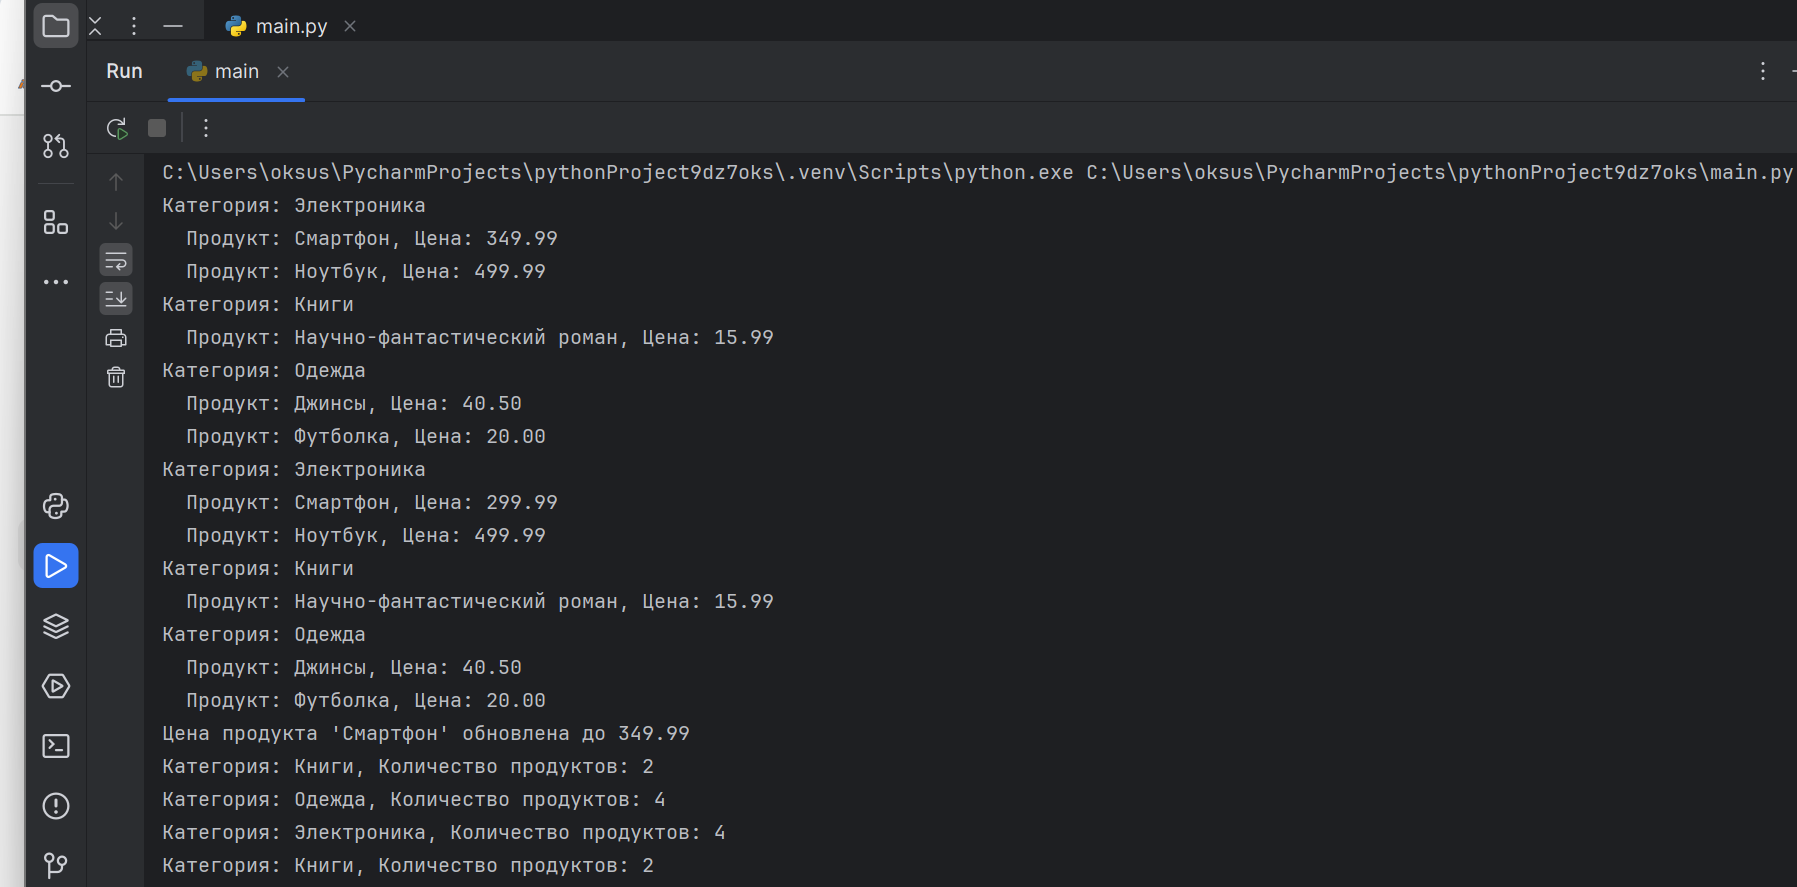 main.py
Run main
C:\Users\oksus\PycharmProjects\pythonProject9dz7oks\.venv\Scripts\python.exe C:\Users\oksus\PycharmProjects\pythonProject9dz7oks\main.py
Категория: Электроника
Продукт: Смартфон, Цена: 349.99
Продукт: Ноутбук, Цена: 499.99
Категория: Книги
Продукт: Научно-фантастический роман, Цена: 15.99
Категория: Одежда
Продукт: Джинсы, Цена: 40.50
Продукт: Футболка, Цена: 20.00
Категория: Электроника
Продукт: Смартфон, Цена: 299.99
Продукт: Ноутбук, Цена: 499.99
Категория: Книги
Продукт: Научно-фантастический роман, Цена: 15.99
Категория: Одежда
Продукт: Джинсы, Цена: 40.50
Продукт: Футболка, Цена: 20.00
Цена продукта 'Смартфон' обновлена до 349.99
Категория: Книги, Количество продуктов: 2
Категория: Одежда, Количество продуктов: 4
Категория: Электроника, Количество продуктов: 4
Категория: Книги, Количество продуктов: 2